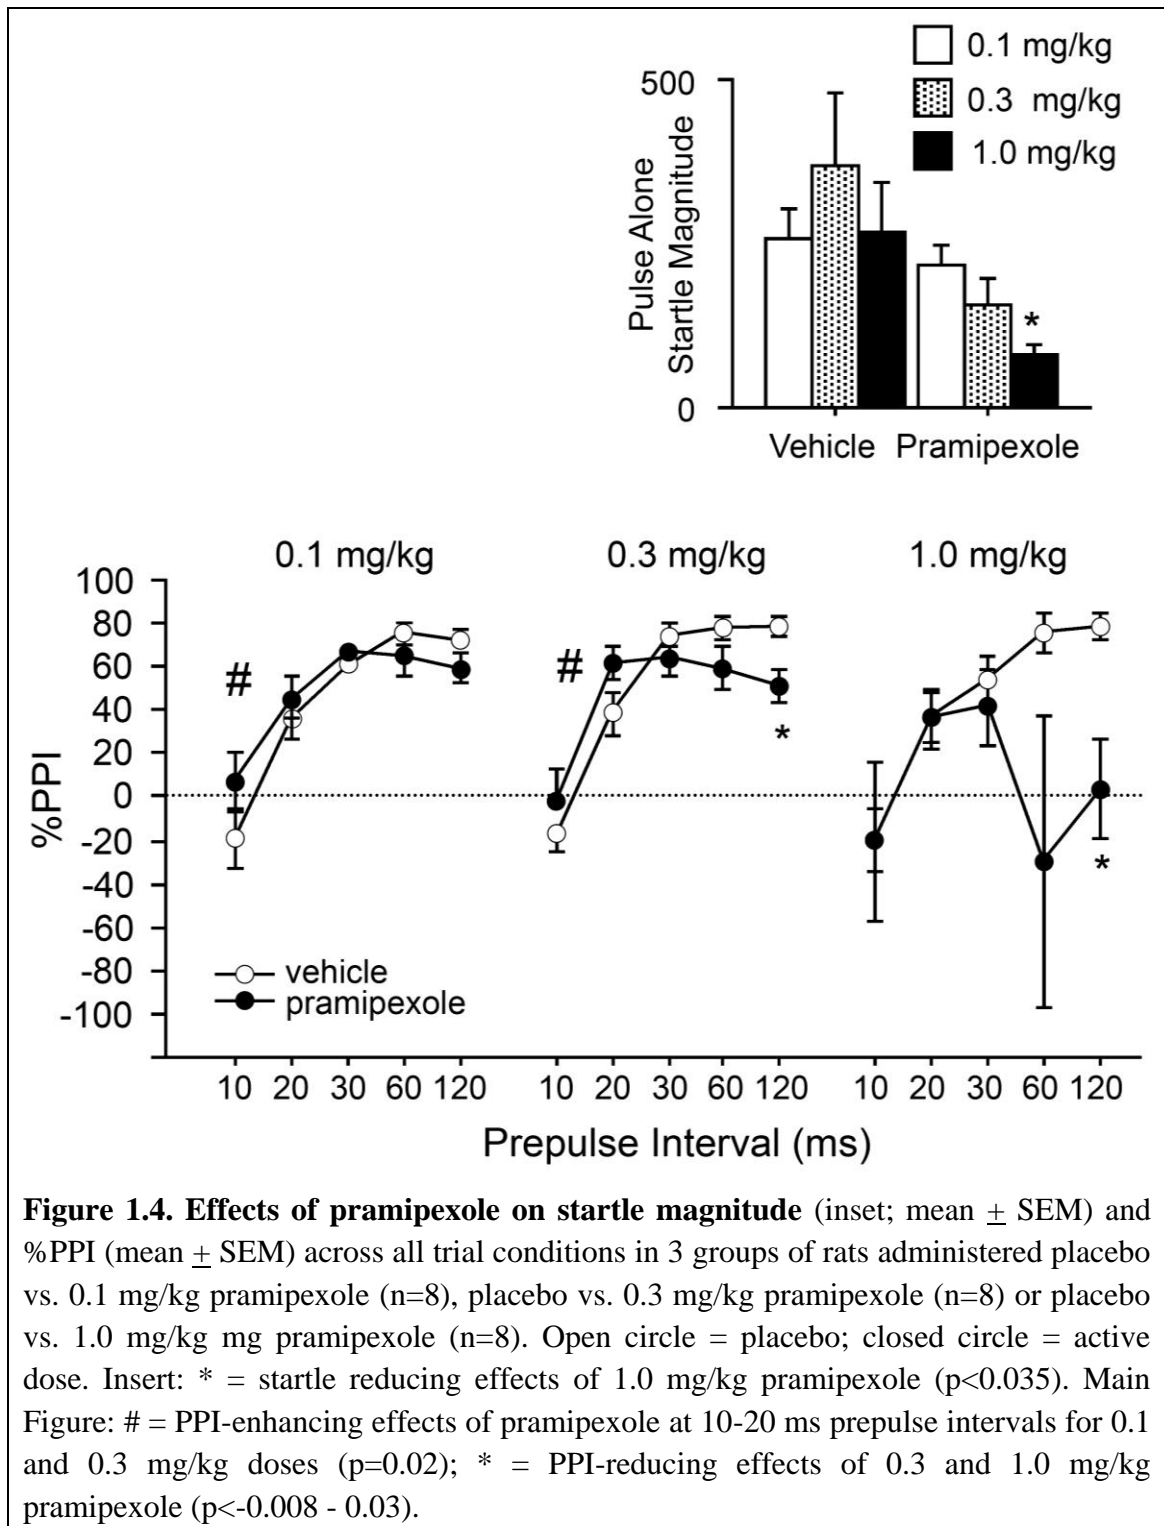 0.1 mg/kg
0.3 mg/kg
1.0 mg/kg
500
0
Pulse Alone
Startle Magnitude
*
Vehicle Pramipexole
0.1 mg/kg 0.3 mg/kg 1.0 mg/kg
100
80
60
40
20
0
-20
-40
-60
-80
-100
%PPI
# #
* *
vehicle
pramipexole
10 20 30 60 120 10 20 30 60 120 10 20 30 60 120
Prepulse Interval (ms)
Figure 1.4. Effects of pramipexole on startle magnitude (inset; mean + SEM) and
%PPI (mean + SEM) across all trial conditions in 3 groups of rats administered placebo
vs. 0.1 mg/kg pramipexole (n=8), placebo vs. 0.3 mg/kg pramipexole (n=8) or placebo
vs. 1.0 mg/kg mg pramipexole (n=8). Open circle = placebo; closed circle = active
dose. Insert: * = startle reducing effects of 1.0 mg/kg pramipexole (p<0.035). Main
Figure: # = PPI-enhancing effects of pramipexole at 10-20 ms prepulse intervals for 0.1
and 0.3 mg/kg doses (p=0.02); * = PPI-reducing effects of 0.3 and 1.0 mg/kg
pramipexole (p<-0.008 - 0.03).